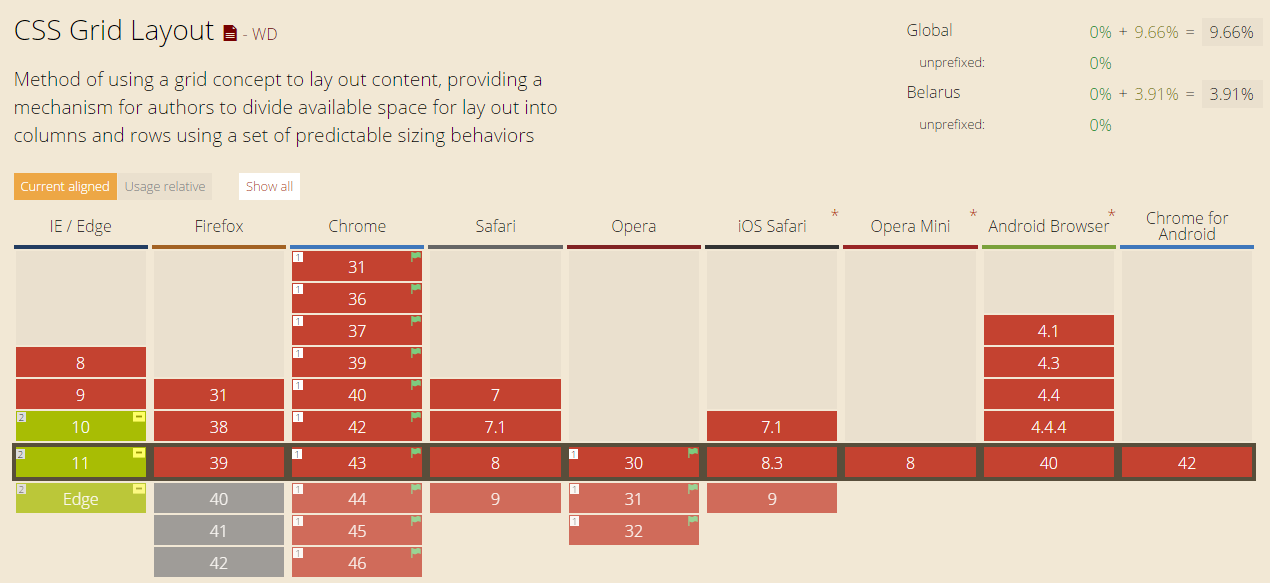 CSS Grid Layout - WD
Global 0% + 9.66% = 9.66%
unprefixed: 0%
Belarus 0% + 3.91% = 3.91%
unprefixed: 0%
Method of using a grid concept to lay out content, providing a
mechanism for authors to divide available space for lay out into
columns and rows using a set of predictable sizing behaviors
Current aligned Usage relative Show all
IE / Edge Firefox Chrome Safari Opera iOS Safari * Opera Mini * Android Browser * Chrome for Android
1 31
1 36
1 37 4.1
8 1 39 4.3
9 31 1 40 7 4.4
2 10 38 1 42 7.1 7.1 4.4.4
2 11 39 1 43 8 1 30 8.3 8 40 42
2 Edge 40 1 44 9 1 31 9
41 1 45 1 32
42 1 46